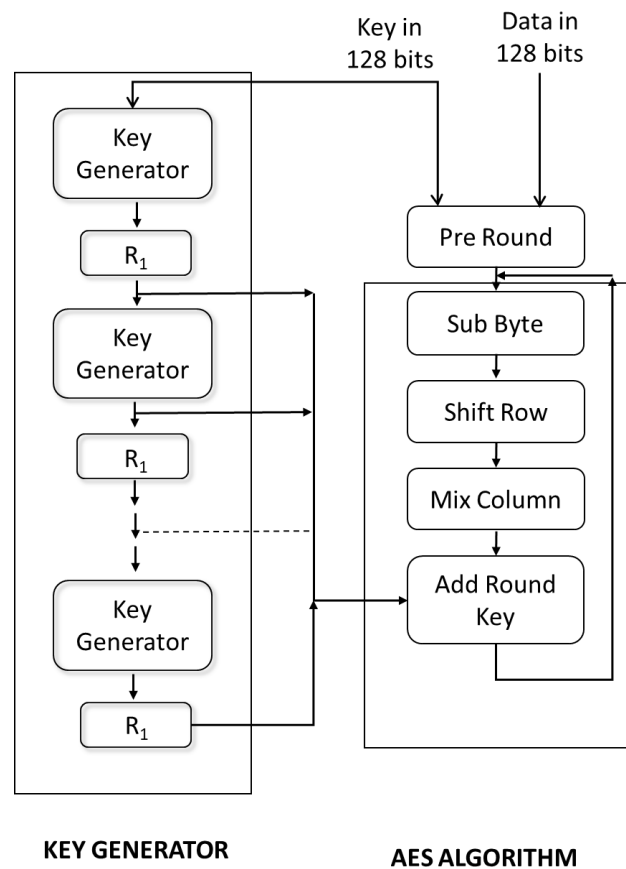 Key in
128 bits
Data in
128 bits
Key
Generator
R₁
Key
Generator
R₁
Key
Generator
R₁
Pre Round
Sub Byte
Shift Row
Mix Column
Add Round
Key
KEY GENERATOR
AES ALGORITHM